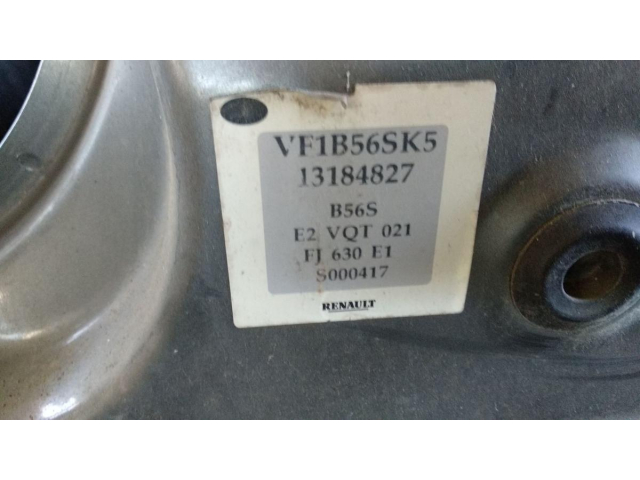 VF1B56SK5
13184827
B56S
E2 VQT 021
FJ 630 E1
S000417
RENAULT